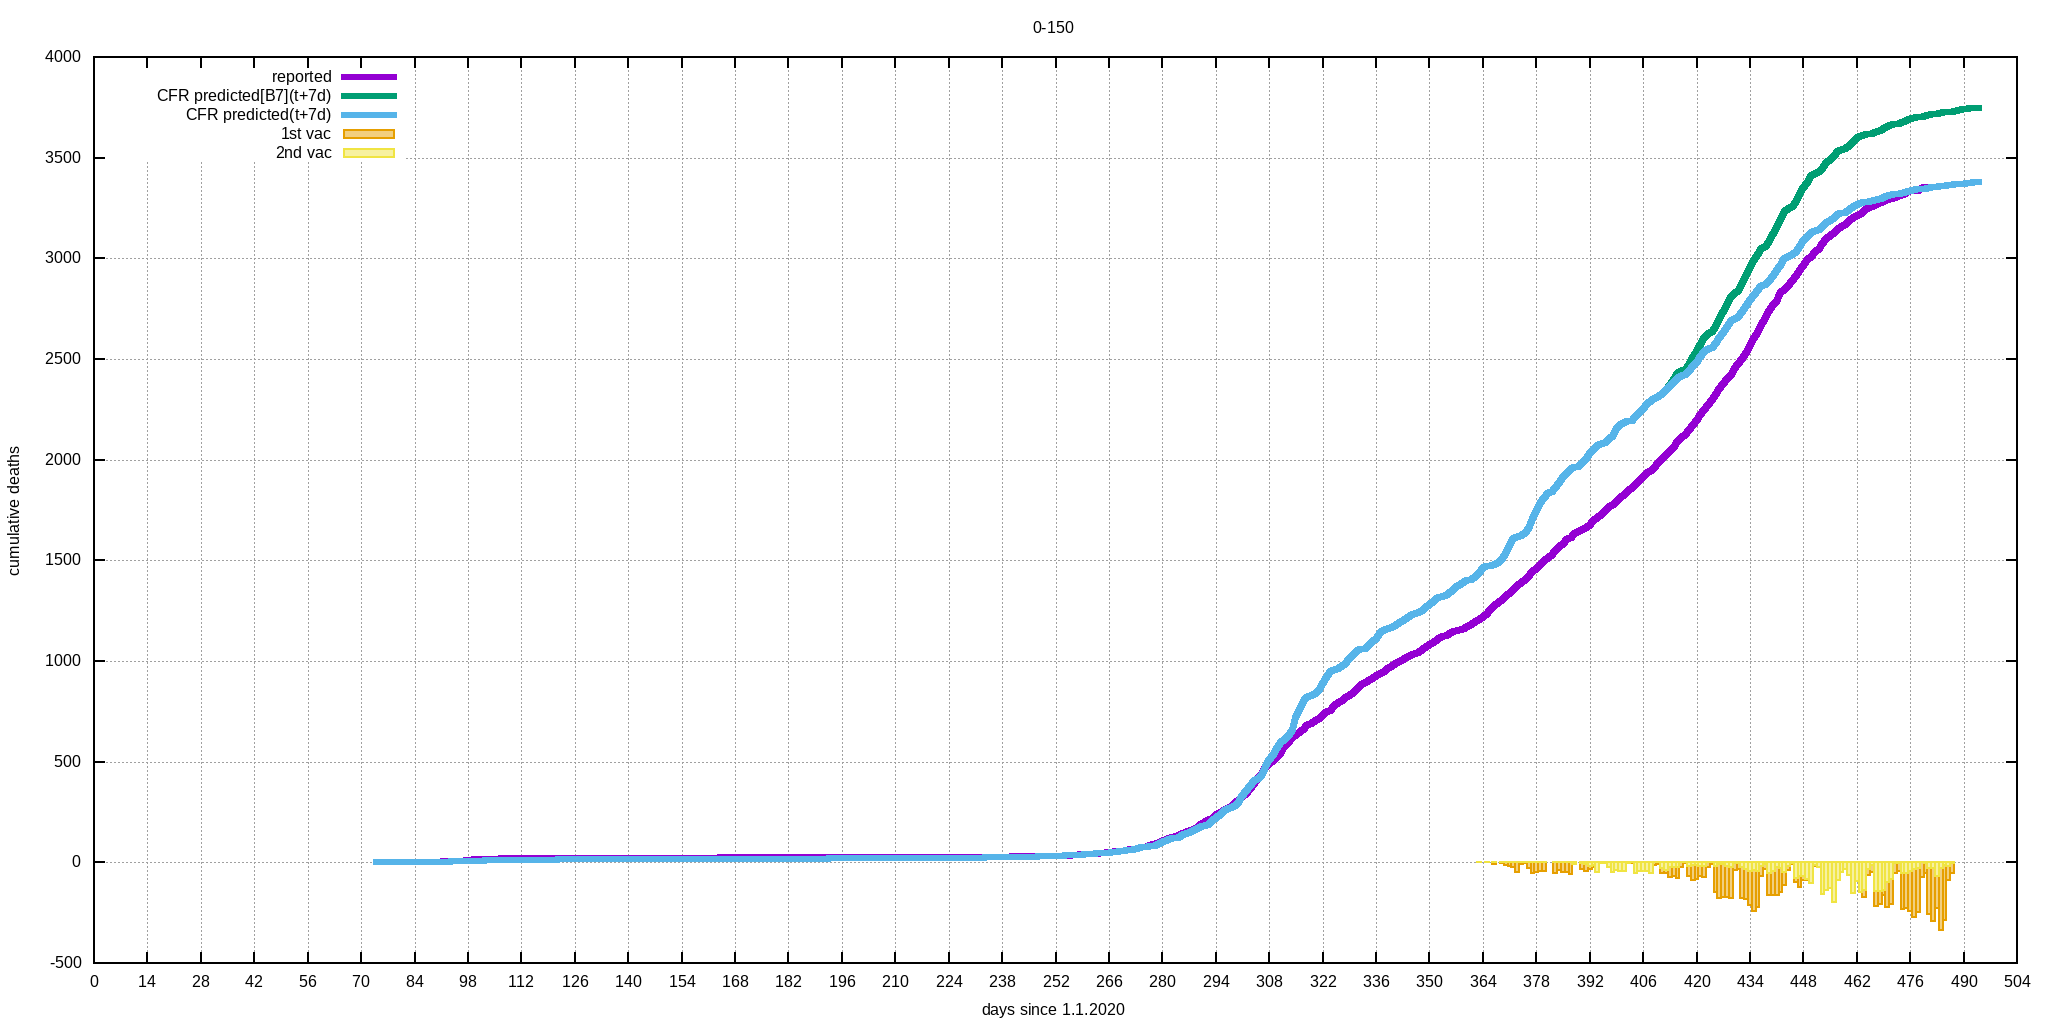 0-150
4000
3500
3000
2500
2000
1500
1000
500
0
-500
cumulative deaths
reported
CFR predicted[B7](t+7d)
CFR predicted(t+7d)
1st vac
2nd vac
0 14 28 42 56 70 84 98 112 126 140 154 168 182 196 210 224 238 252 266 280 294 308 322 336 350 364 378 392 406 420 434 448 462 476 490 504
days since 1.1.2020